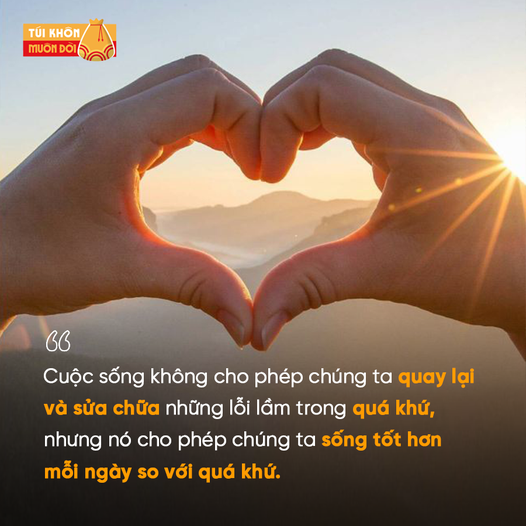 TÚI KHÔN
MUÔN ĐỜI
Cuộc sống không cho phép chúng ta quay lại
và sửa chữa những lỗi lầm trong quá khứ,
nhưng nó cho phép chúng ta sống tốt hơn
mỗi ngày so với quá khứ.